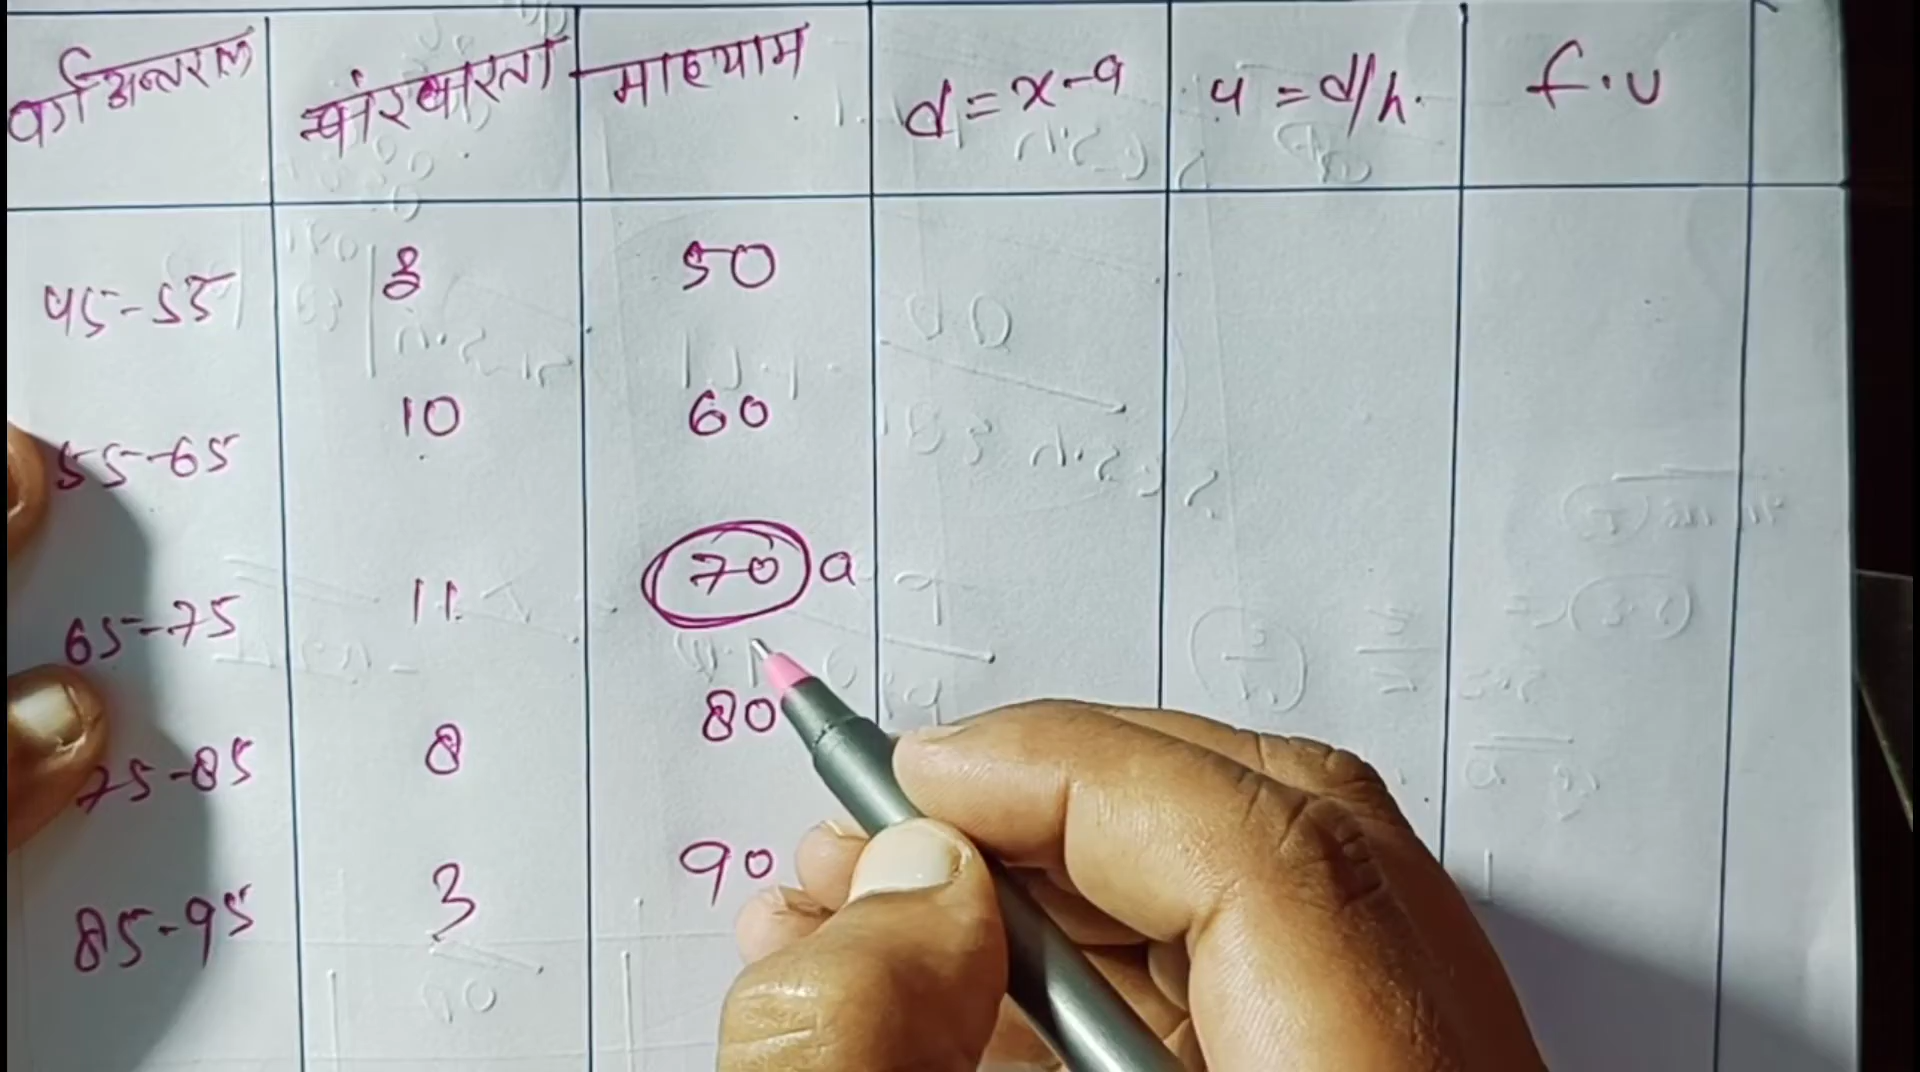 वर्ग अन्तराल बांरंबारता माध्याम d = x - a u = d/h. f.u
45-55 8 50
55-65 10 60
65-75 11 70 a
75-85 8 80
85-95 3 90